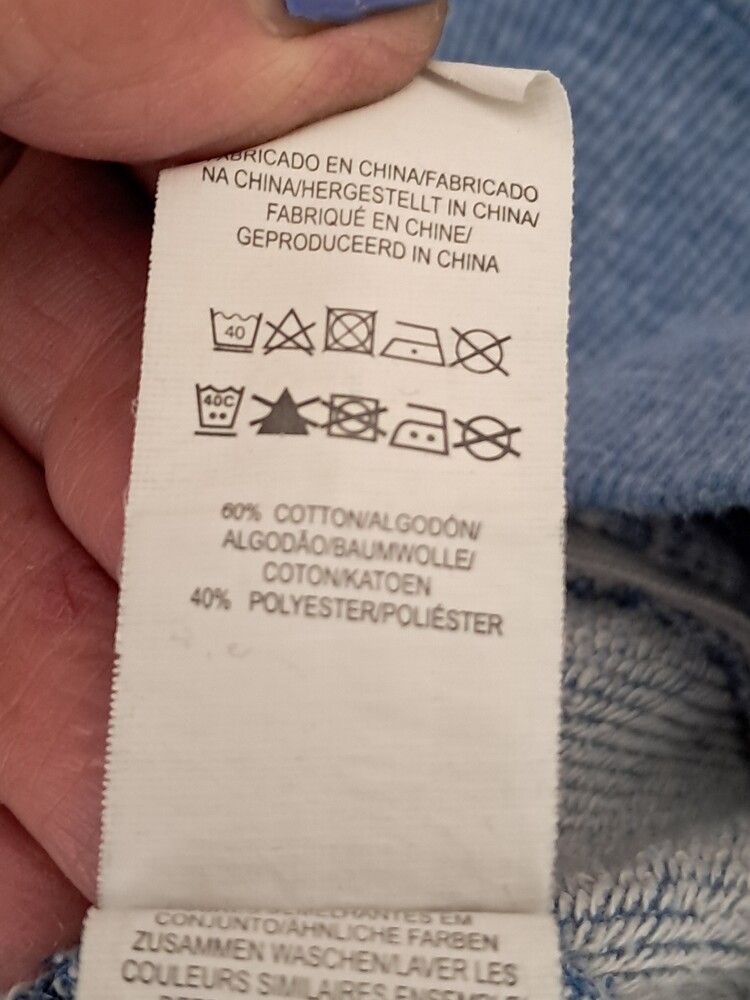 FABRICADO EN CHINA/FABRICADO
NA CHINA/HERGESTELLT IN CHINA/
FABRIQUÉ EN CHINE/
GEPRODUCEERD IN CHINA
40
40C
60% COTTON/ALGODÓN/
ALGODÃO/BAUMWOLLE/
COTON/KATOEN
40% POLYESTER/POLIÉSTER
EM
CONJUNTO/ÄHNLICHE FARBEN
ZUSAMMEN WASCHEN/LAVER LES
COULEURS SIMILAIRES